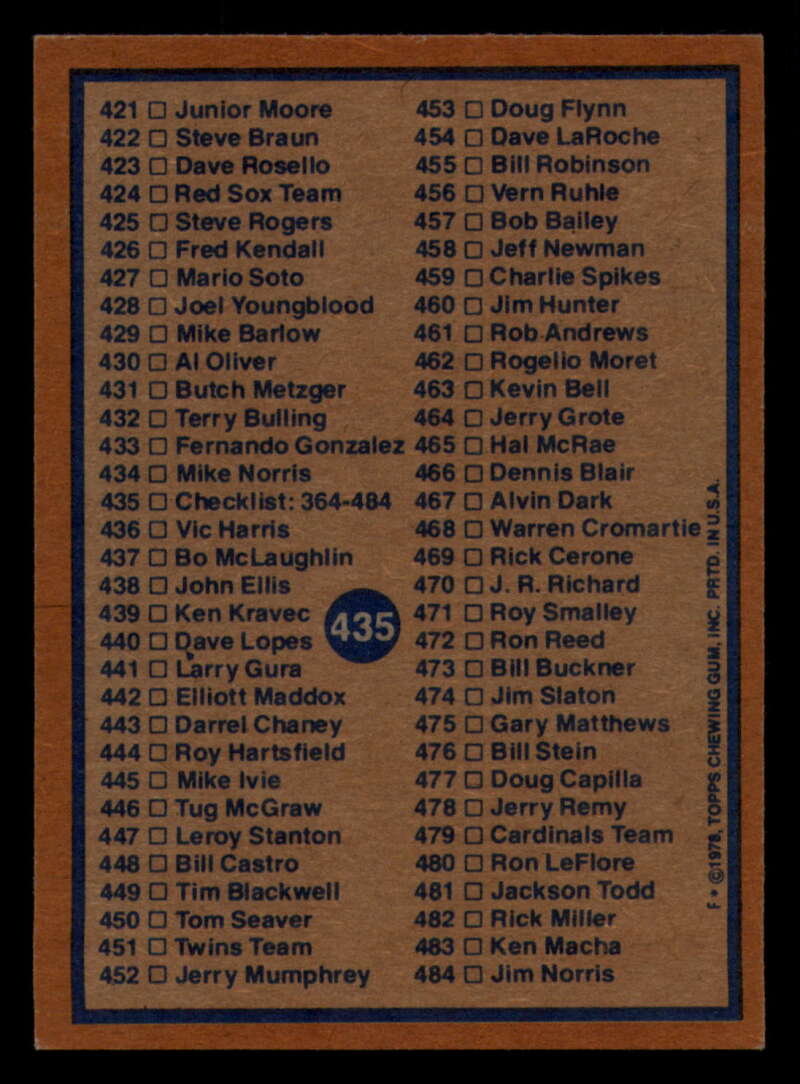 421 ☐ Junior Moore
422 ☐ Steve Braun
423 ☐ Dave Rosello
424 ☐ Red Sox Team
425 ☐ Steve Rogers
426 ☐ Fred Kendall
427 ☐ Mario Soto
428 ☐ Joel Youngblood
429 ☐ Mike Barlow
430 ☐ Al Oliver
431 ☐ Butch Metzger
432 ☐ Terry Bulling
433 ☐ Fernando Gonzalez
434 ☐ Mike Norris
435 ☐ Checklist: 364-484
436 ☐ Vic Harris
437 ☐ Bo McLaughlin
438 ☐ John Ellis
439 ☐ Ken Kravec
440 ☐ Dave Lopes
441 ☐ Larry Gura
442 ☐ Elliott Maddox
443 ☐ Darrel Chaney
444 ☐ Roy Hartsfield
445 ☐ Mike Ivie
446 ☐ Tug McGraw
447 ☐ Leroy Stanton
448 ☐ Bill Castro
449 ☐ Tim Blackwell
450 ☐ Tom Seaver
451 ☐ Twins Team
452 ☐ Jerry Mumphrey
435
453 ☐ Doug Flynn
454 ☐ Dave LaRoche
455 ☐ Bill Robinson
456 ☐ Vern Ruhle
457 ☐ Bob Bailey
458 ☐ Jeff Newman
459 ☐ Charlie Spikes
460 ☐ Jim Hunter
461 ☐ Rob Andrews
462 ☐ Rogelio Moret
463 ☐ Kevin Bell
464 ☐ Jerry Grote
465 ☐ Hal McRae
466 ☐ Dennis Blair
467 ☐ Alvin Dark
468 ☐ Warren Cromartie
469 ☐ Rick Cerone
470 ☐ J. R. Richard
471 ☐ Roy Smalley
472 ☐ Ron Reed
473 ☐ Bill Buckner
474 ☐ Jim Slaton
475 ☐ Gary Matthews
476 ☐ Bill Stein
477 ☐ Doug Capilla
478 ☐ Jerry Remy
479 ☐ Cardinals Team
480 ☐ Ron LeFlore
481 ☐ Jackson Todd
482 ☐ Rick Miller
483 ☐ Ken Macha
484 ☐ Jim Norris
F * ©1978, TOPPS CHEWING GUM, INC. PRTD. IN U.S.A.